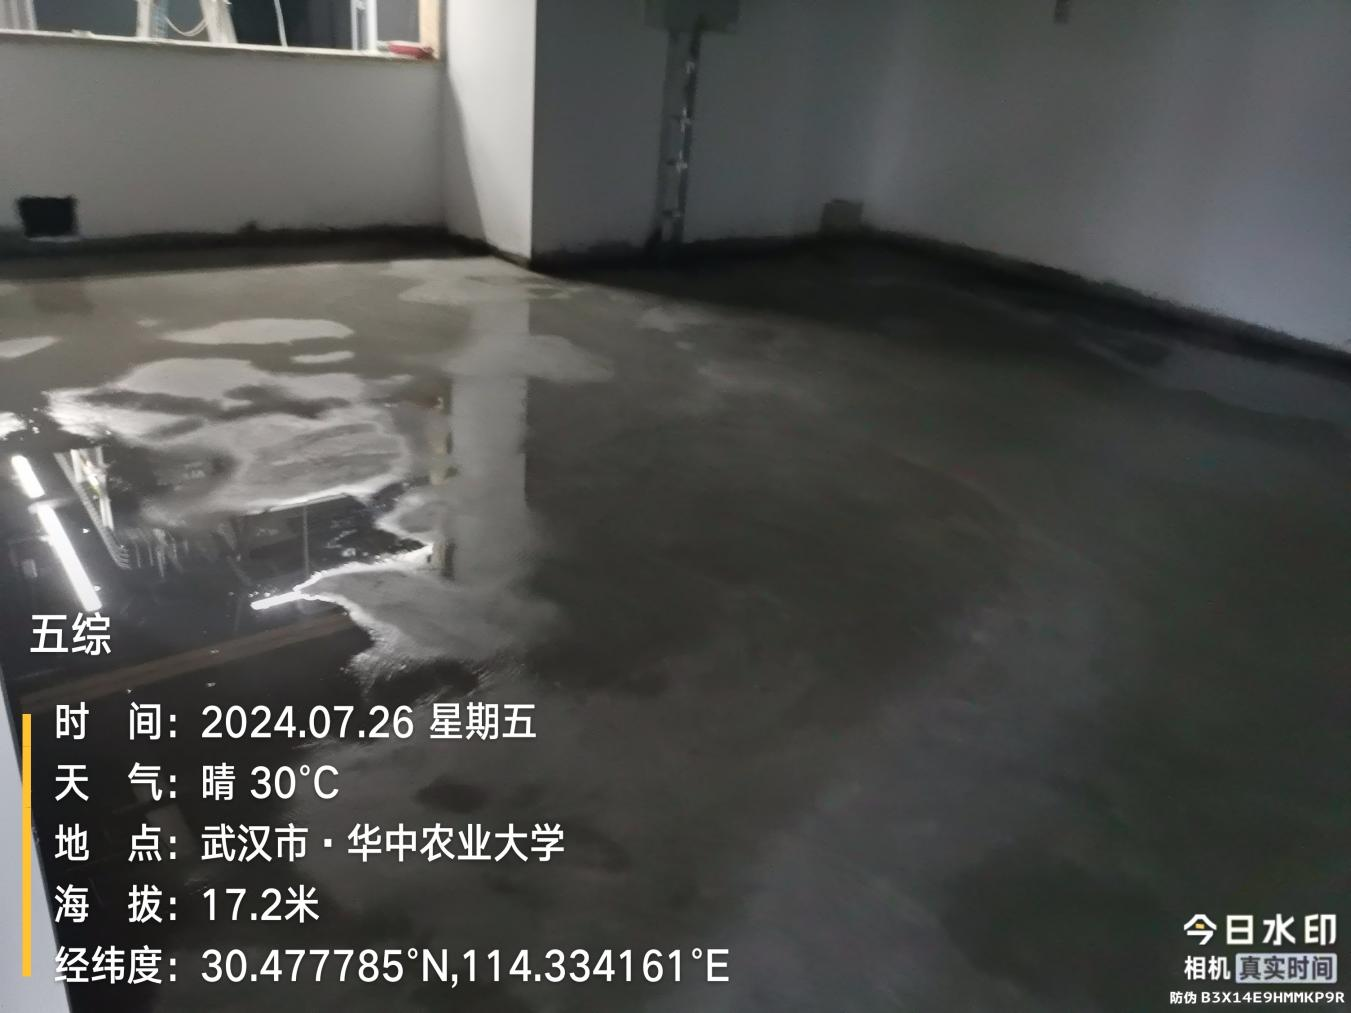 五综
时 间：2024.07.26 星期五
天 气：晴 30°C
地 点：武汉市·华中农业大学
海 拔：17.2米
经纬度：30.477785°N,114.334161°E
今日水印
相机 真实时间
防伪 B3X14E9HMMKP9R